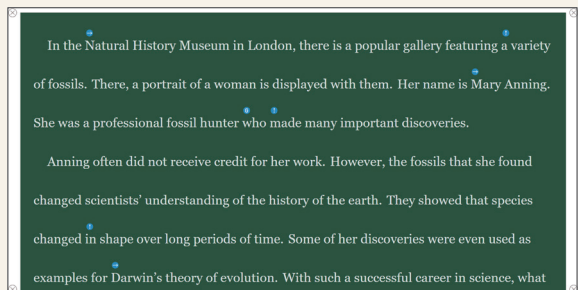 In the Natural History Museum in London, there is a popular gallery featuring a variety
of fossils. There, a portrait of a woman is displayed with them. Her name is Mary Anning.
She was a professional fossil hunter who made many important discoveries.
Anning often did not receive credit for her work. However, the fossils that she found
changed scientists’ understanding of the history of the earth. They showed that species
changed in shape over long periods of time. Some of her discoveries were even used as
examples for Darwin’s theory of evolution. With such a successful career in science, what